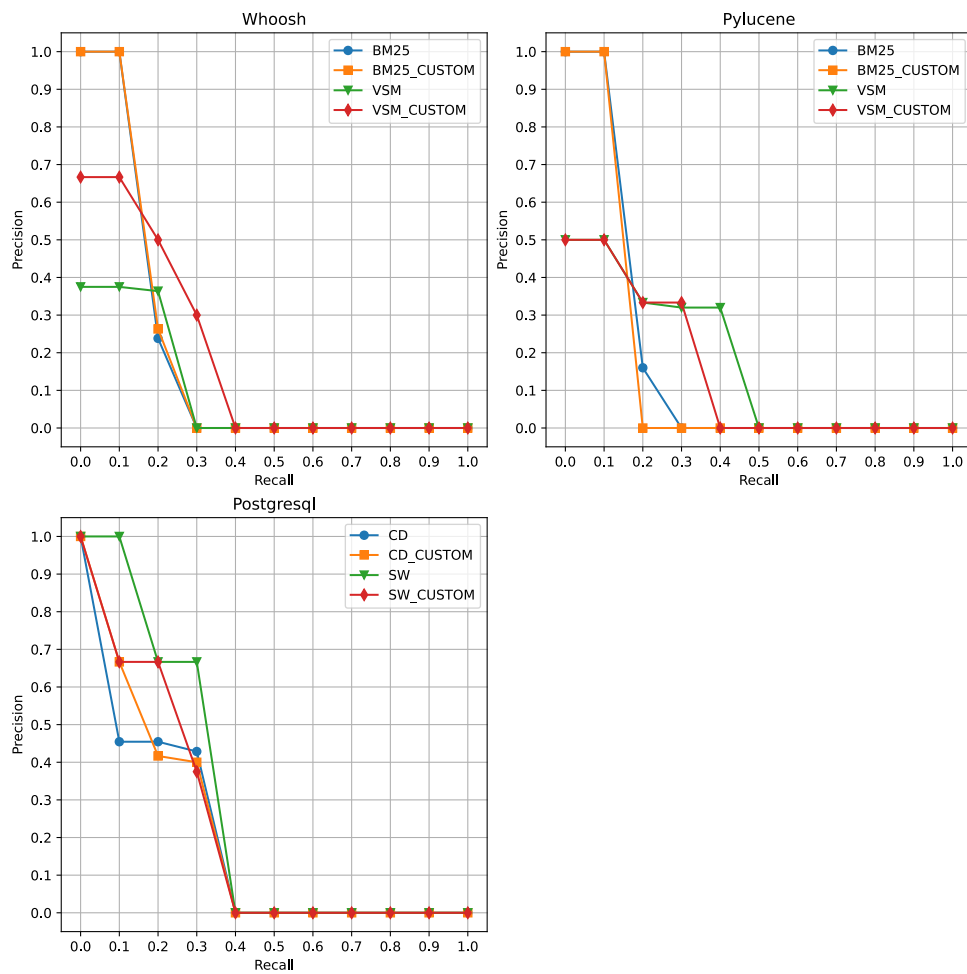 Whoosh
1.0
0.9
0.8
0.7
0.6
0.5
0.4
0.3
0.2
0.1
0.0
Precision
BM25
BM25_CUSTOM
VSM
VSM_CUSTOM
0.0 0.1 0.2 0.3 0.4 0.5 0.6 0.7 0.8 0.9 1.0
Recall
Pylucene
1.0
0.9
0.8
0.7
0.6
0.5
0.4
0.3
0.2
0.1
0.0
Precision
BM25
BM25_CUSTOM
VSM
VSM_CUSTOM
0.0 0.1 0.2 0.3 0.4 0.5 0.6 0.7 0.8 0.9 1.0
Recall
Postgresql
1.0
0.9
0.8
0.7
0.6
0.5
0.4
0.3
0.2
0.1
0.0
Precision
CD
CD_CUSTOM
SW
SW_CUSTOM
0.0 0.1 0.2 0.3 0.4 0.5 0.6 0.7 0.8 0.9 1.0
Recall